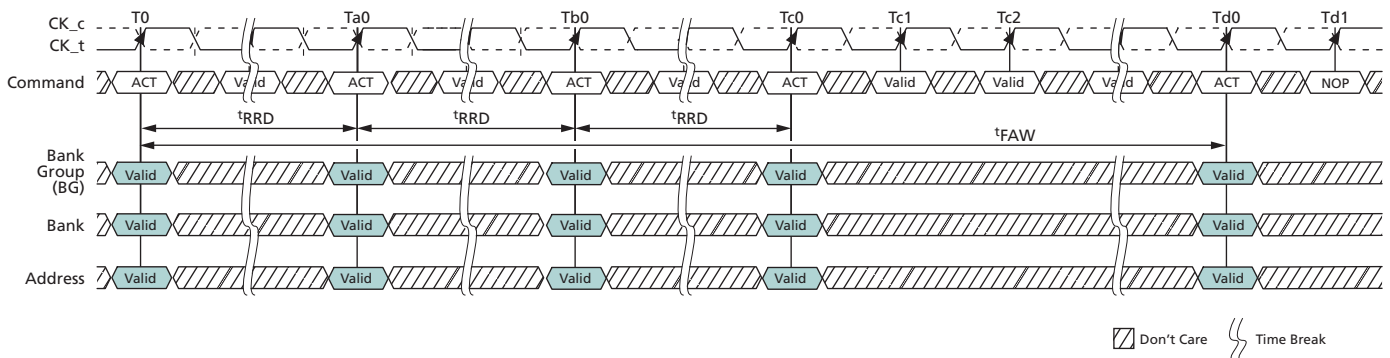 T0 Ta0 Tb0 Tc0 Tc1 Tc2 Td0 Td1
CK_c
CK_t
Command ACT Valid ACT Valid ACT Valid ACT Valid Valid Valid ACT NOP
tRRD tRRD tRRD
tFAW
Bank
Group
(BG)
Valid Valid Valid Valid Valid
Bank Valid Valid Valid Valid Valid
Address Valid Valid Valid Valid Valid
Don't Care Time Break